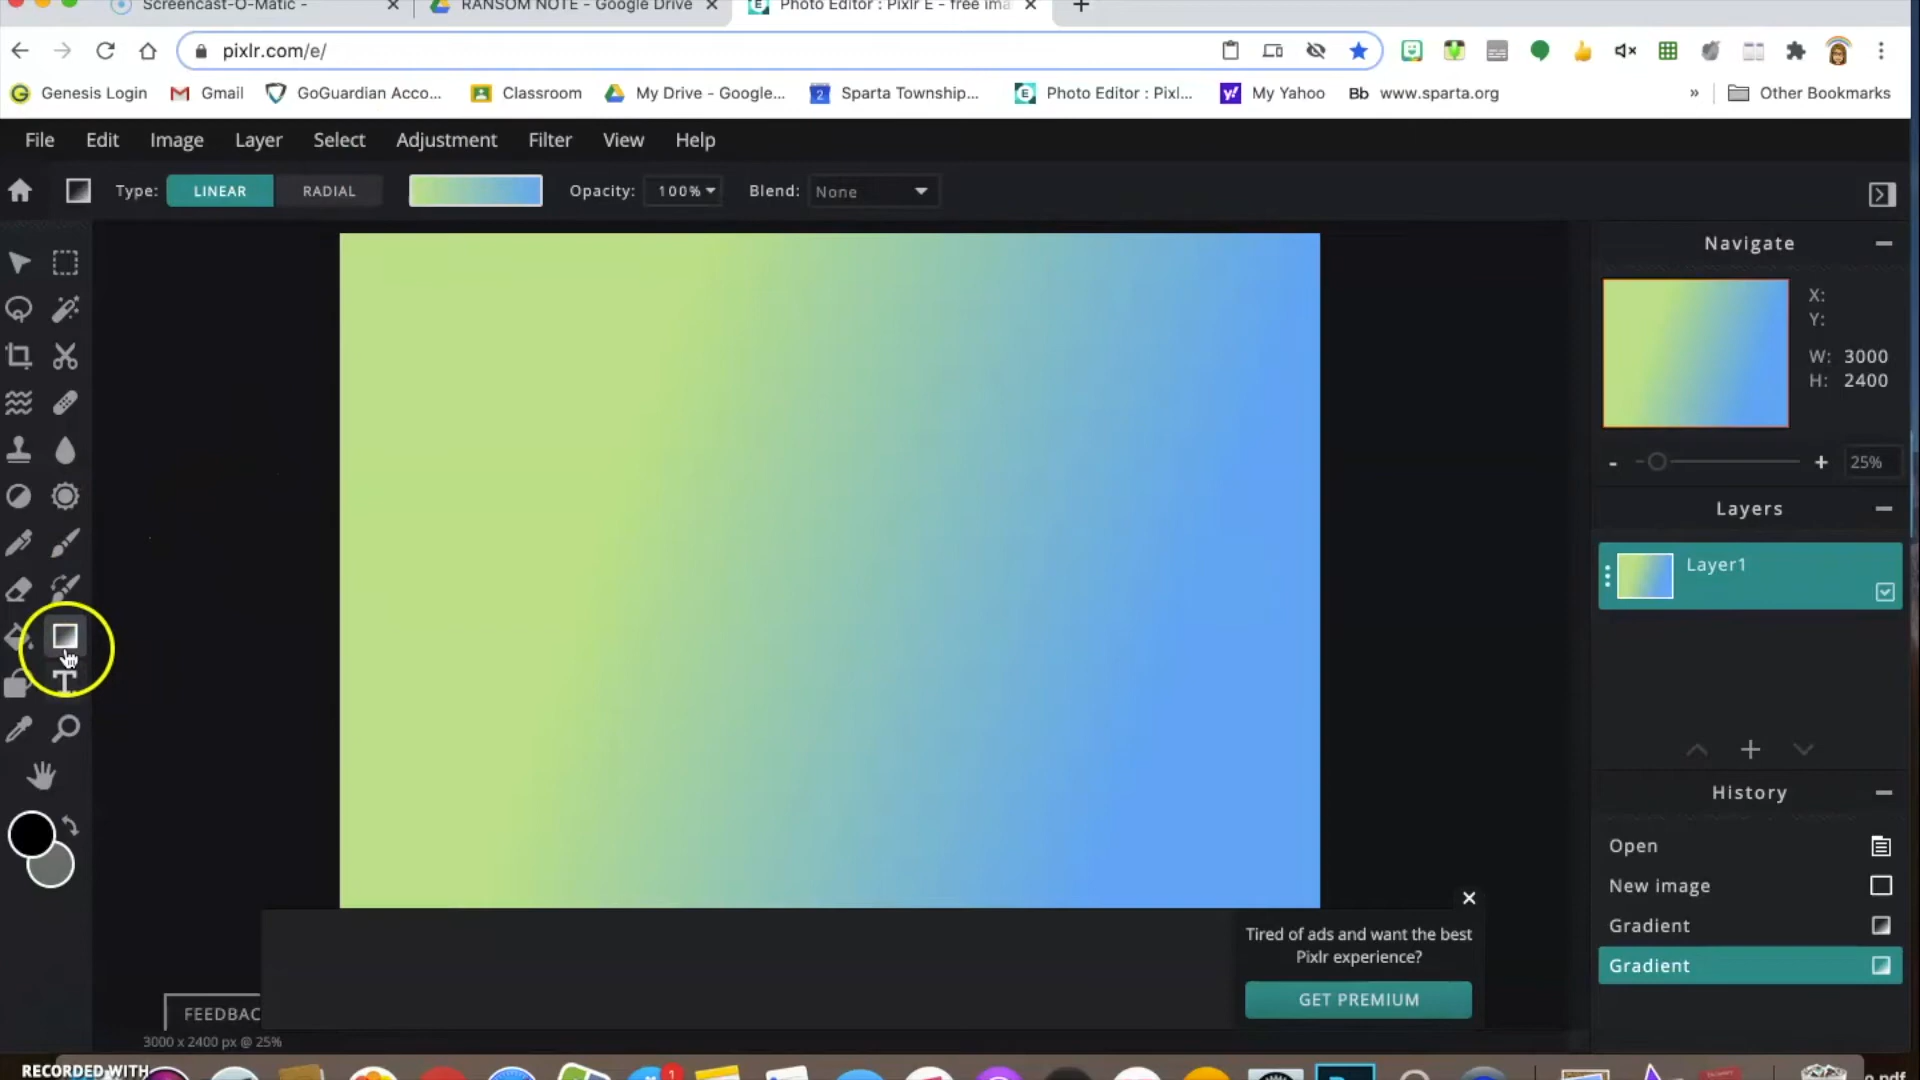 Screencast-O-Matic -
RANSOM NOTE - Google Drive
Photo Editor : Pixlr E - free ima
pixlr.com/e/
Genesis Login
Gmail
GoGuardian Acco...
Classroom
My Drive - Google...
Sparta Township...
Photo Editor : Pixl...
My Yahoo
Bb www.sparta.org
»
Other Bookmarks
File Edit Image Layer Select Adjustment Filter View Help
Type: LINEAR RADIAL Opacity: 100% Blend: None
Navigate
X:
Y:
W: 3000
H: 2400
- + 25%
Layers
Layer1
History
Open
New image
Gradient
Gradient
Tired of ads and want the best
Pixlr experience?
GET PREMIUM
FEEDBAC
3000 x 2400 px @ 25%
RECORDED WITH
1
o.pdf